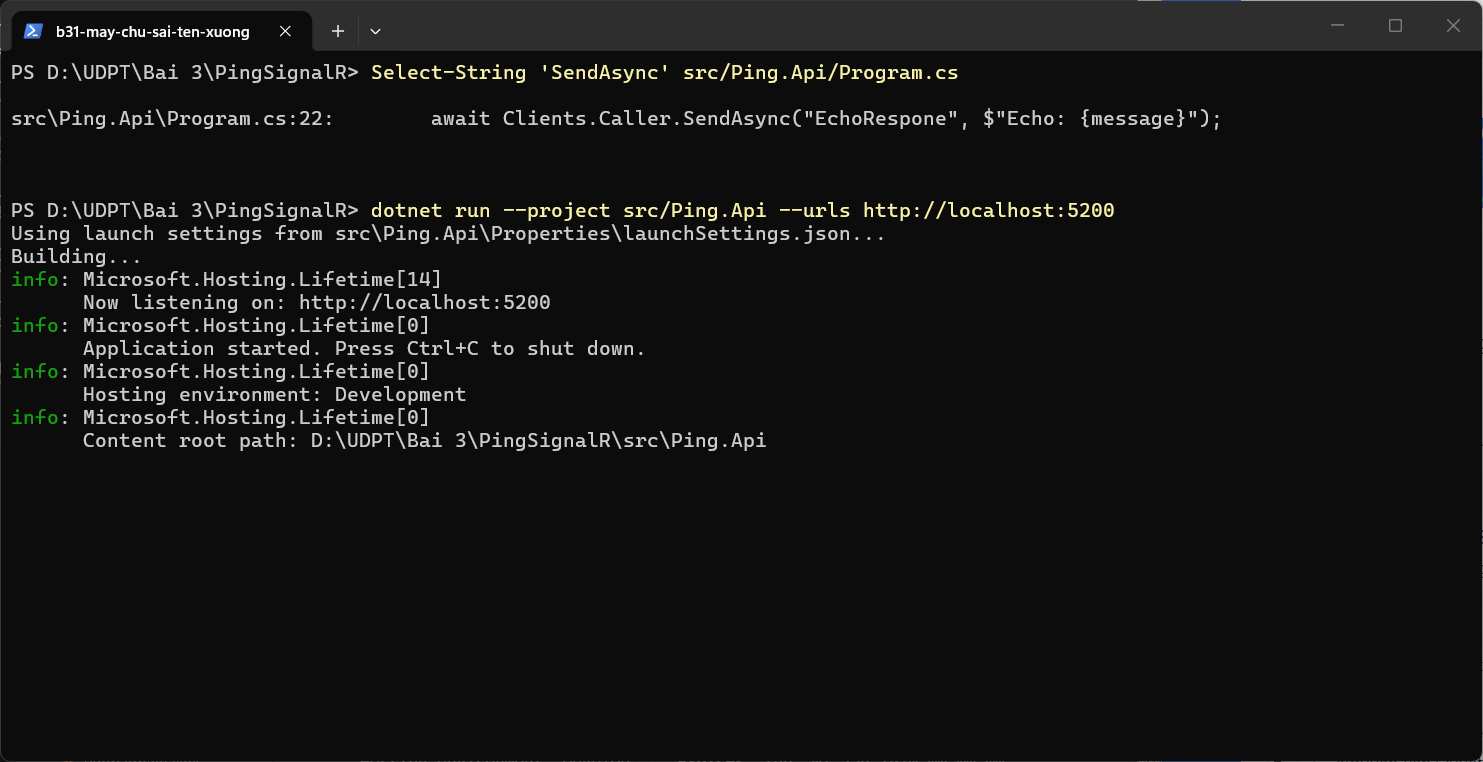 b31-may-chu-sai-ten-xuong
PS D:\UDPT\Bai 3\PingSignalR> Select-String 'SendAsync' src/Ping.Api/Program.cs
src\Ping.Api\Program.cs:22:        await Clients.Caller.SendAsync("EchoRespone", $"Echo: {message}");
PS D:\UDPT\Bai 3\PingSignalR> dotnet run --project src/Ping.Api --urls http://localhost:5200
Using launch settings from src\Ping.Api\Properties\launchSettings.json...
Building...
info: Microsoft.Hosting.Lifetime[14]
      Now listening on: http://localhost:5200
info: Microsoft.Hosting.Lifetime[0]
      Application started. Press Ctrl+C to shut down.
info: Microsoft.Hosting.Lifetime[0]
      Hosting environment: Development
info: Microsoft.Hosting.Lifetime[0]
      Content root path: D:\UDPT\Bai 3\PingSignalR\src\Ping.Api